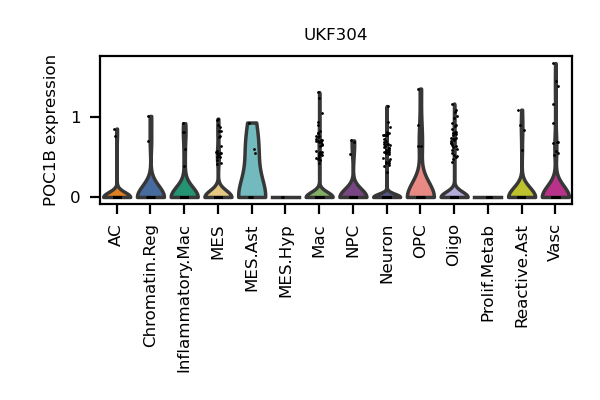 UKF304
POC1B expression
1
0
AC
Chromatin.Reg
Inflammatory.Mac
MES
MES.Ast
MES.Hyp
Mac
NPC
Neuron
OPC
Oligo
Prolif.Metab
Reactive.Ast
Vasc